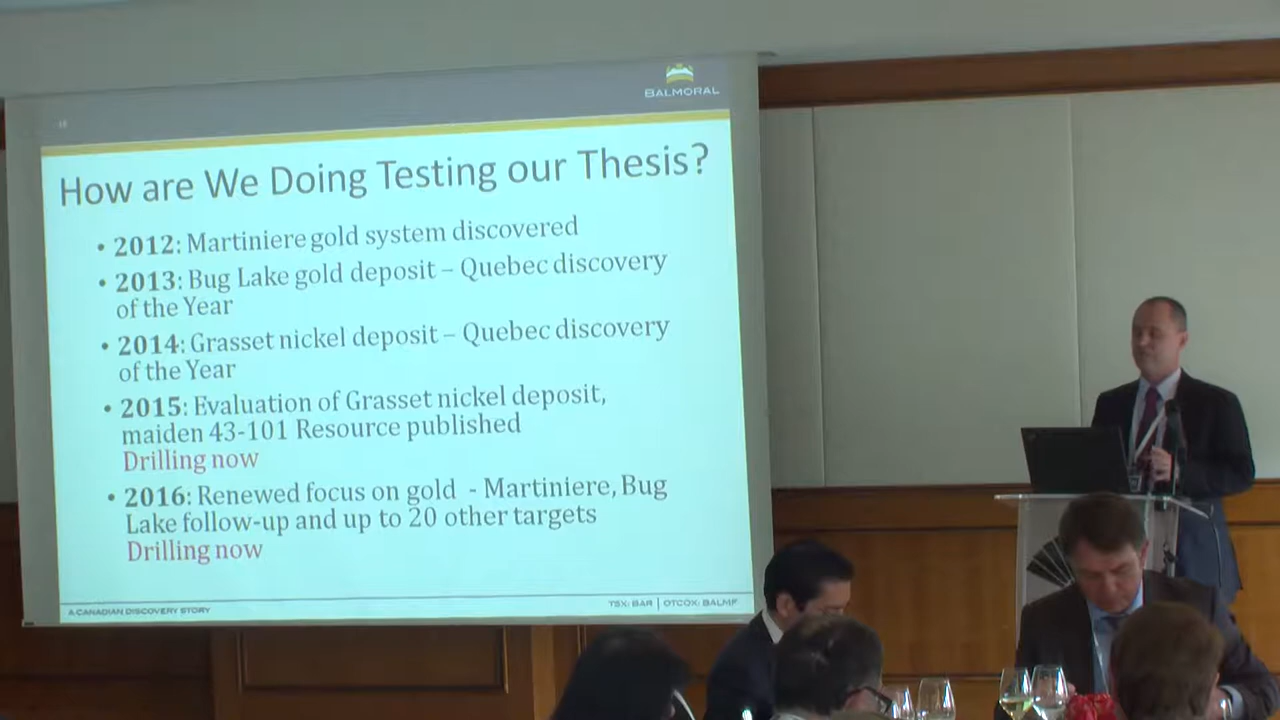 BALMORAL
How are We Doing Testing our Thesis?
• 2012: Martiniere gold system discovered
• 2013: Bug Lake gold deposit – Quebec discovery
of the Year
• 2014: Grasset nickel deposit – Quebec discovery
of the Year
• 2015: Evaluation of Grasset nickel deposit,
maiden 43-101 Resource published
Drilling now
• 2016: Renewed focus on gold - Martiniere, Bug
Lake follow-up and up to 20 other targets
Drilling now
A CANADIAN DISCOVERY STORY
TSX: BAR | OTCQX: BALMF